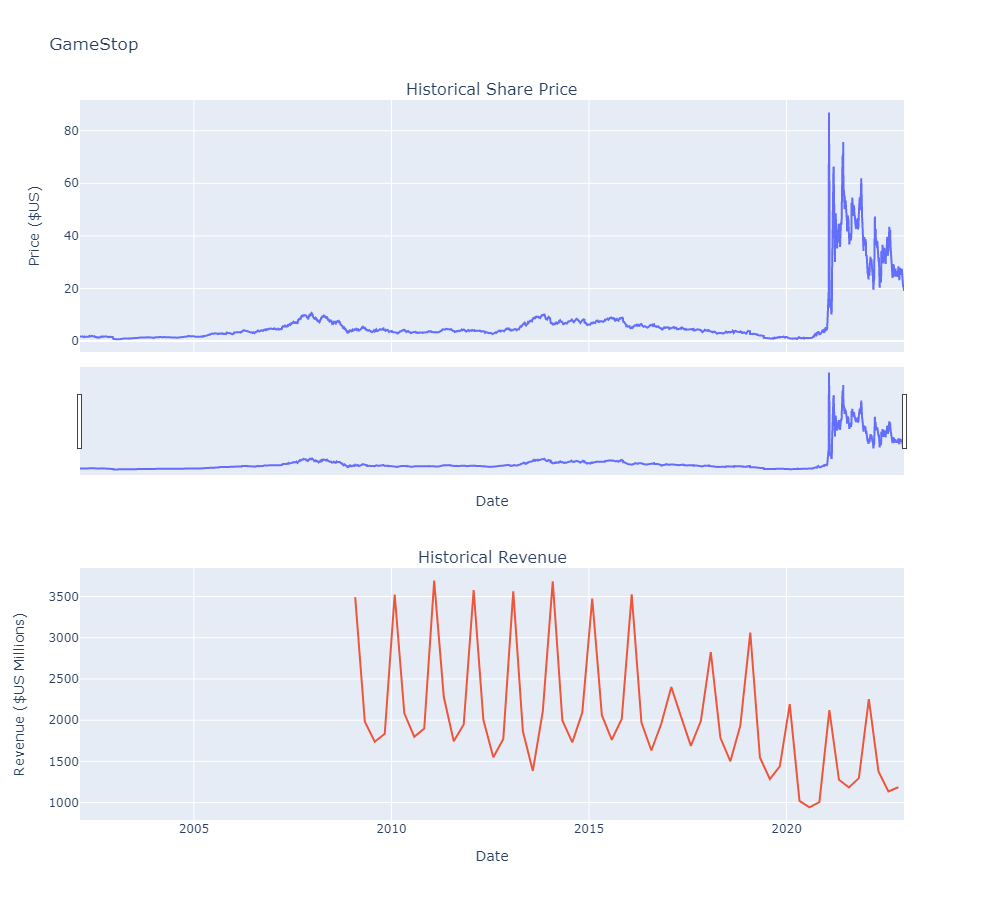 GameStop
Historical Share Price
Price ($US)
80
60
40
20
0
Date
Historical Revenue
Revenue ($US Millions)
3500
3000
2500
2000
1500
1000
2005
2010
2015
2020
Date